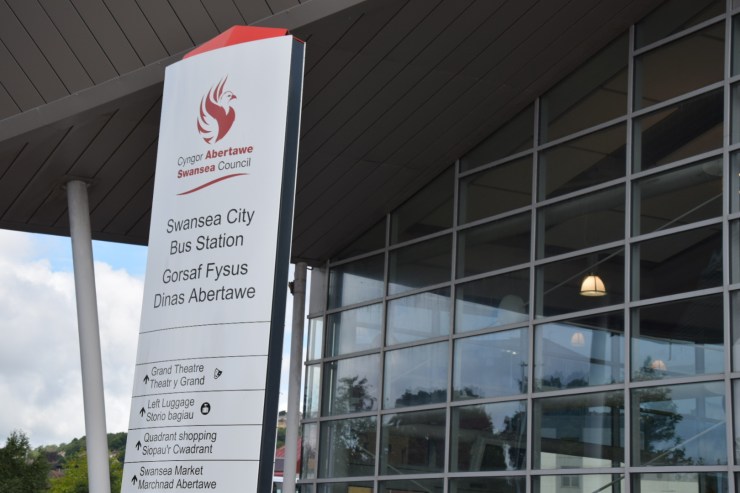 Cyngor Abertawe
Swansea Council
Swansea City
Bus Station
Gorsaf Fysus
Dinas Abertawe
Grand Theatre
Theatr y Grand
Left Luggage
Storio bagiau
Quadrant shopping
Siopau'r Cwadrant
Swansea Market
Marchnad Abertawe